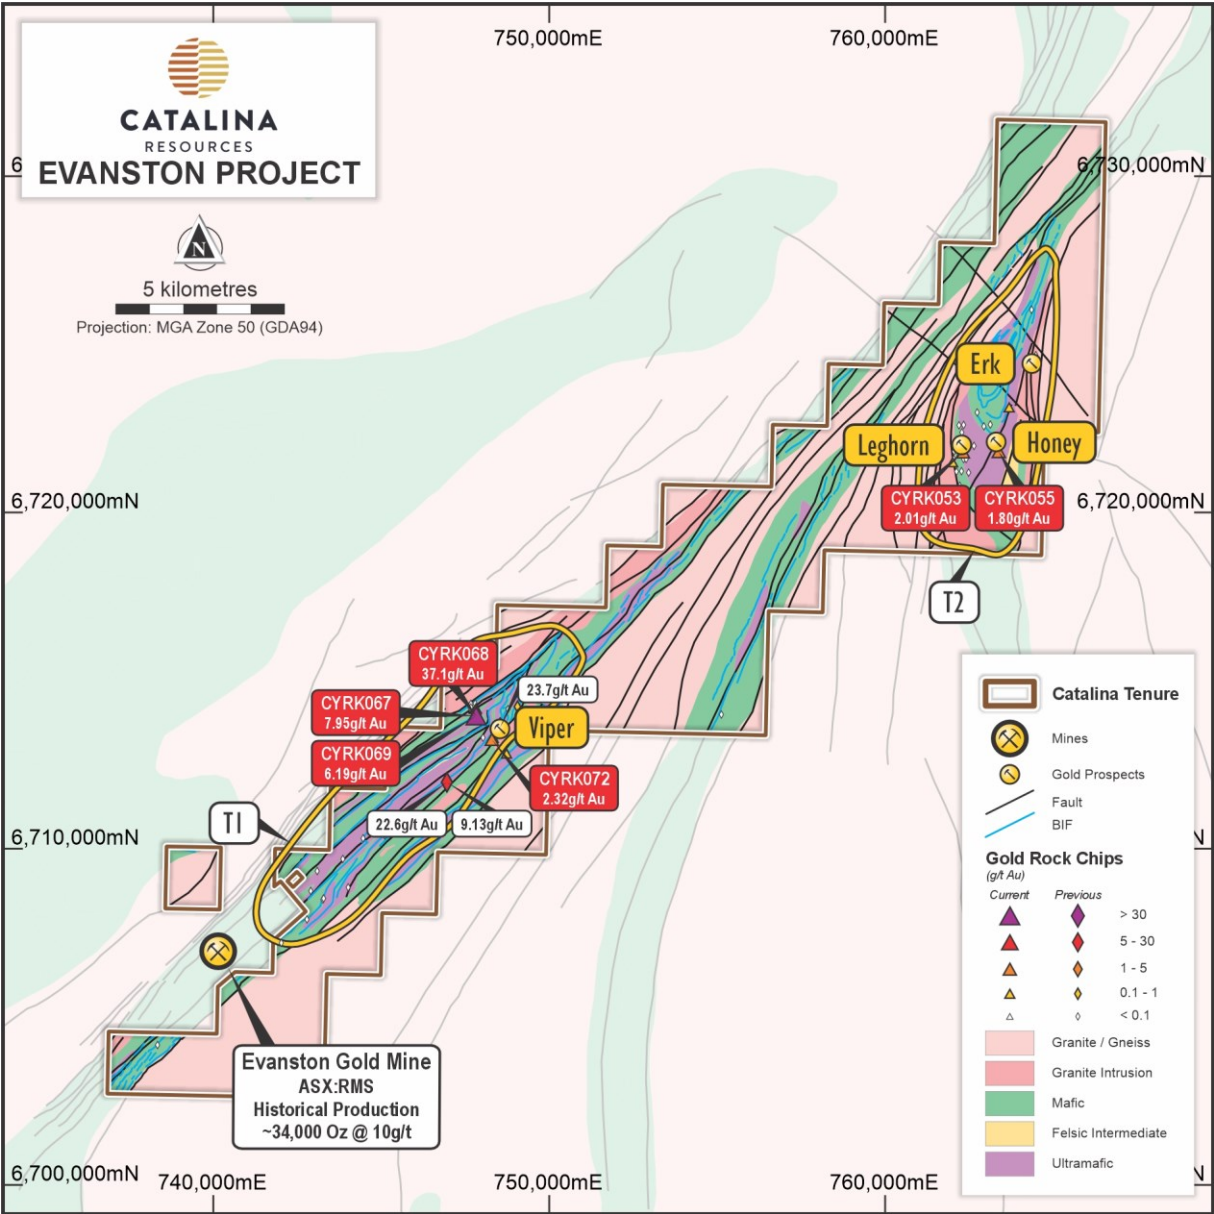 750,000mE
760,000mE
CATALINA
RESOURCES
EVANSTON PROJECT
6
6,730,000mN
N
5 kilometres
Projection: MGA Zone 50 (GDA94)
Erk
Leghorn
Honey
CYRK053
2.01g/t Au
CYRK055
1.80g/t Au
6,720,000mN
6,720,000mN
T2
CYRK068
37.1g/t Au
23.7g/t Au
CYRK067
7.95g/t Au
Viper
CYRK069
6.19g/t Au
CYRK072
2.32g/t Au
22.6g/t Au
9.13g/t Au
T1
6,710,000mN
N
Evanston Gold Mine
ASX:RMS
Historical Production
~34,000 Oz @ 10g/t
Catalina Tenure
Mines
Gold Prospects
Fault
BIF
Gold Rock Chips
(g/t Au)
Current
Previous
> 30
5 - 30
1 - 5
0.1 - 1
< 0.1
Granite / Gneiss
Granite Intrusion
Mafic
Felsic Intermediate
Ultramafic
6,700,000mN
N
740,000mE
750,000mE
760,000mE